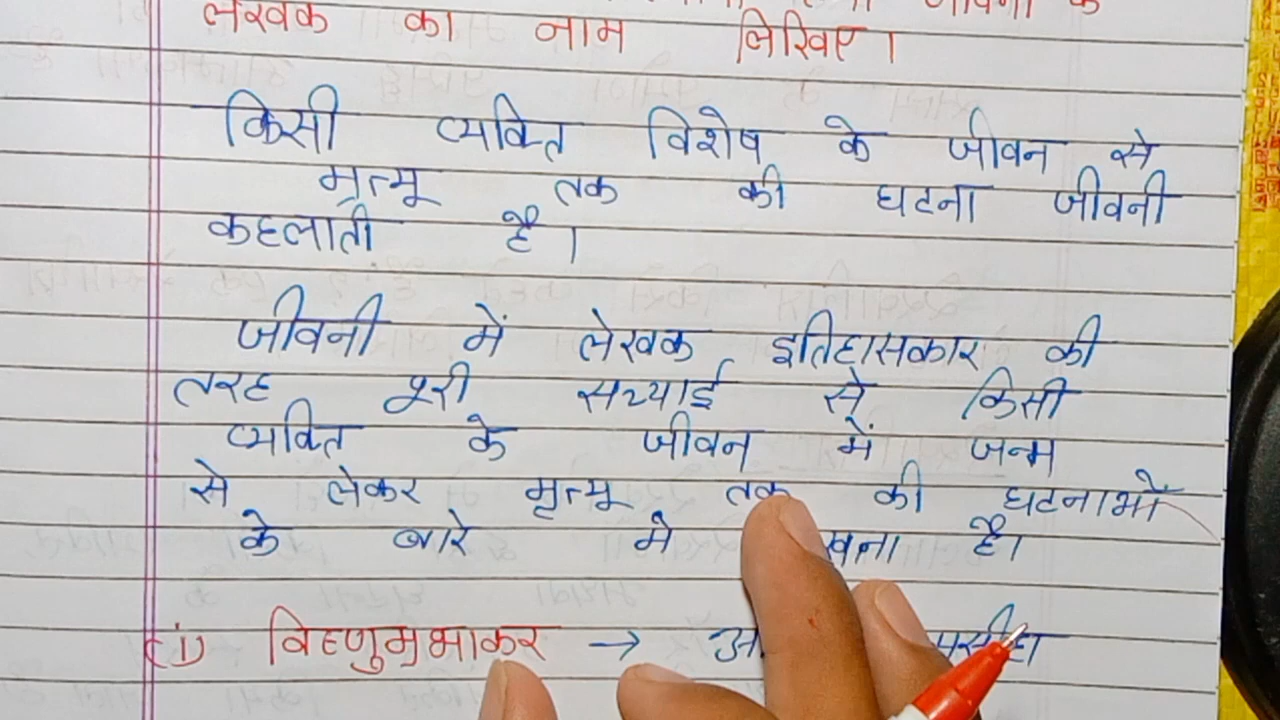 लेखक का नाम लिखिए।
किसी व्यक्ति विशेष के जीवन से
मृत्यू तक की घटना जीवनी
कहलाती है।
जीवनी में लेखक इतिहासकार की
तरह पूरी सच्चाई से किसी
व्यक्ति के जीवन में जन्म
से लेकर मृत्यू तक की घटनाओं
के बारे मे है।
(i) विष्णुप्रभाकर →